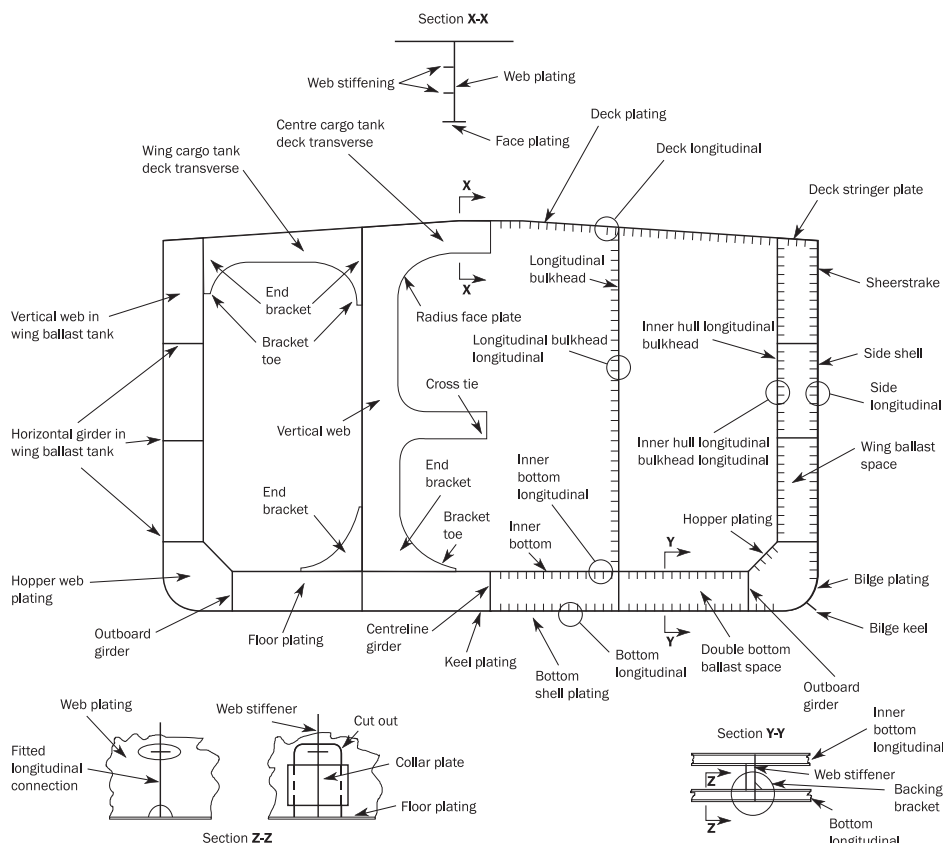 Section X-X
Web stiffening
Web plating
Face plating
Centre cargo tank
deck transverse
Wing cargo tank
deck transverse
Deck plating
Deck longitudinal
Deck stringer plate
X
X
End
bracket
Bracket
toe
Radius face plate
Longitudinal
bulkhead
Sheerstrake
Vertical web in
wing ballast tank
Longitudinal bulkhead
longitudinal
Inner hull longitudinal
bulkhead
Side shell
Cross tie
Side
longitudinal
Vertical web
Horizontal girder in
wing ballast tank
Inner hull longitudinal
bulkhead longitudinal
Wing ballast
space
End
bracket
End
bracket
Inner
bottom
longitudinal
Bracket
toe
Inner
bottom
Hopper plating
Y
Hopper web
plating
Bilge plating
Outboard
girder
Floor plating
Centreline
girder
Keel plating
Bottom
shell plating
Bottom
longitudinal
Y
Double bottom
ballast space
Bilge keel
Outboard
girder
Web plating
Fitted
longitudinal
connection
Web stiffener
Cut out
Collar plate
Floor plating
Section Z-Z
Section Y-Y
Inner
bottom
longitudinal
Web stiffener
Z
Backing
bracket
Z
Bottom
longitudinal